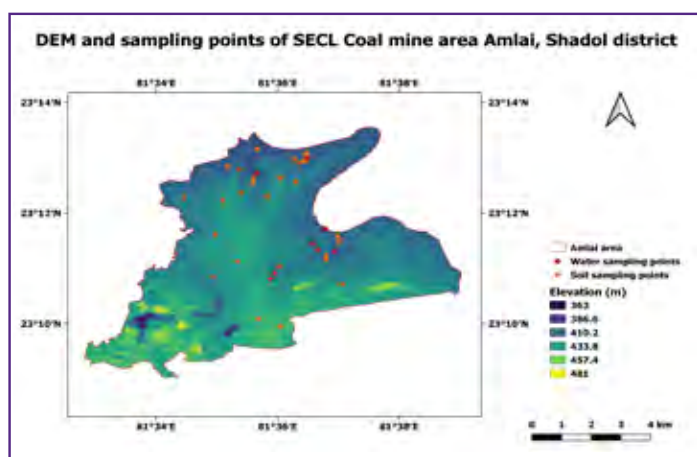 DEM and sampling points of SECL Coal mine area Amlai, Shadol district
81°34'E 81°36'E 81°38'E
23°14'N 23°14'N
23°12'N 23°12'N
Amlai area
Water sampling points
Soil sampling points
Elevation (m)
363
386.6
410.2
433.8
457.4
481
23°10'N 23°10'N
81°34'E 81°36'E 81°38'E
0 1 2 3 4 km